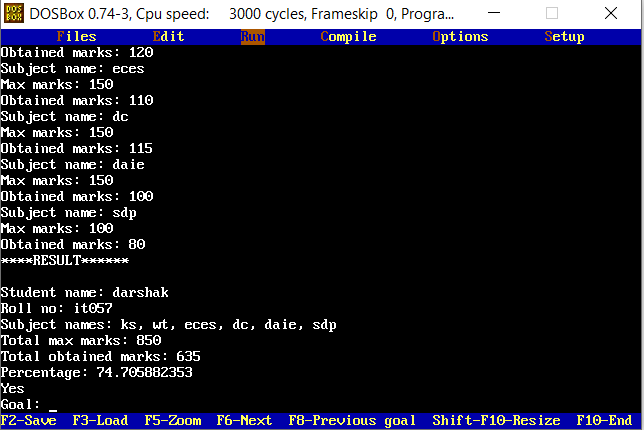 DOS BOX DOSBox 0.74-3, Cpu speed: 3000 cycles, Frameskip 0, Progra...
Files Edit Run Compile Options Setup
Obtained marks: 120
Subject name: eces
Max marks: 150
Obtained marks: 110
Subject name: dc
Max marks: 150
Obtained marks: 115
Subject name: daie
Max marks: 150
Obtained marks: 100
Subject name: sdp
Max marks: 100
Obtained marks: 80
****RESULT******
Student name: darshak
Roll no: it057
Subject names: ks, wt, eces, dc, daie, sdp
Total max marks: 850
Total obtained marks: 635
Percentage: 74.705882353
Yes
Goal: _
F2-Save F3-Load F5-Zoom F6-Next F8-Previous goal Shift-F10-Resize F10-End